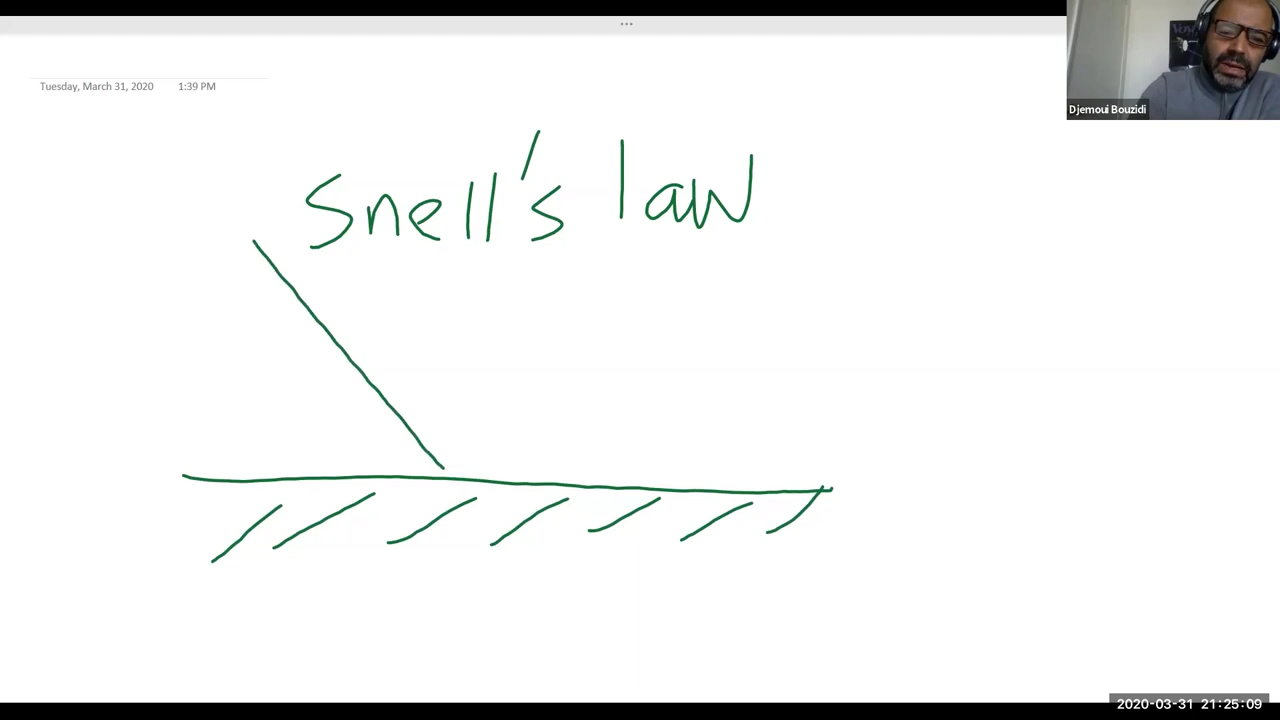 Tuesday, March 31, 2020 1:39 PM
Snell's law
Djemoui Bouzidi
2020-03-31 21:25:09